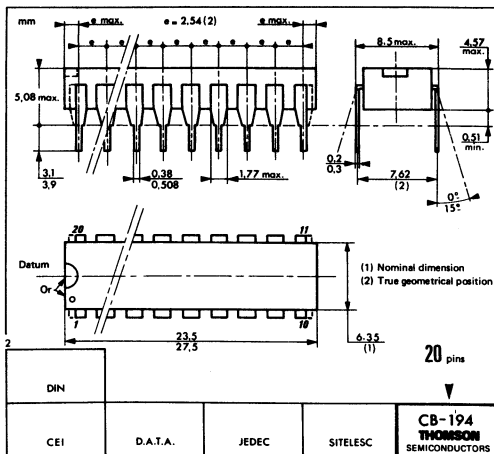 mm
e max.
e = 2,54 (2)
e max.
e e e e e e e e
8.5 max.
4,57
max.
5,08 max.
0,51
min.
3,1
3,9
0,38
0,508
1,77 max.
0,2
0,3
7,62
(2)
0°
15°
20
11
Datum
Or
(1) Nominal dimension
(2) True geometrical position
1
10
23,5
27,5
6.35
(1)
2
20 pins
DIN
CEI
D.A.T.A.
JEDEC
SITELESC
CB-194
THOMSON
SEMICONDUCTORS